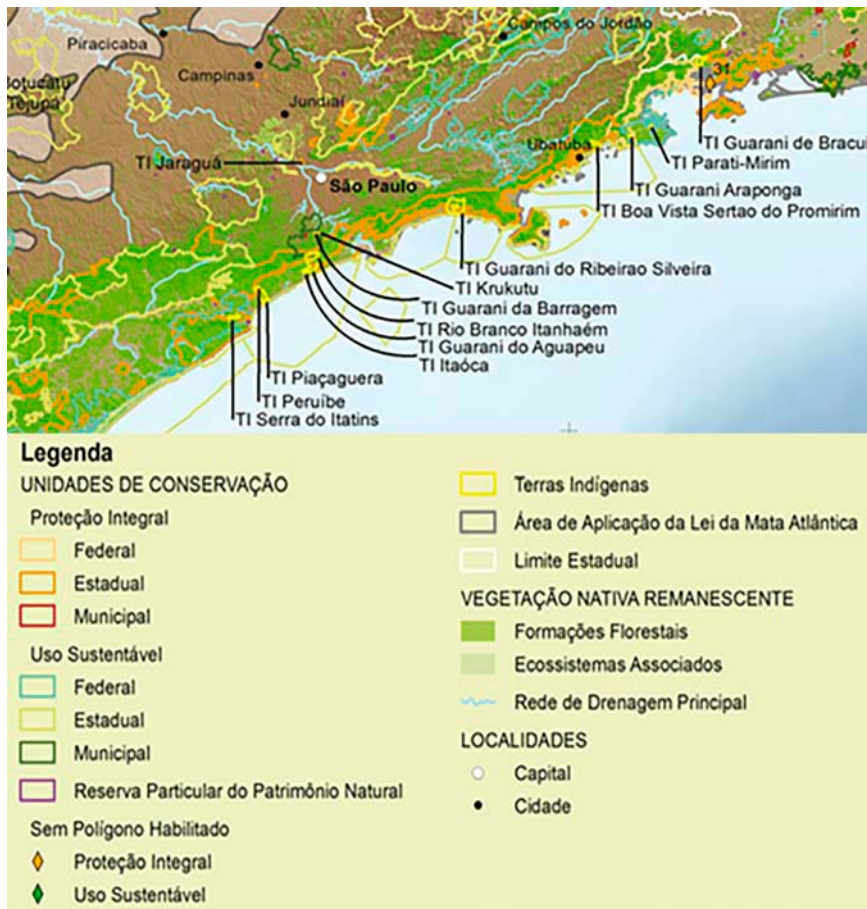 Campos do Jordão
Piracicaba
Campinas
Botucatu
Tejupá
Jundiaí
31
TI Guarani de Bracui
Ubatuba
TI Parati-Mirim
TI Jaraguá
TI Guarani Araponga
São Paulo
TI Boa Vista Sertao do Promirim
TI Guarani do Ribeirao Silveira
TI Krukutu
TI Guarani da Barragem
TI Rio Branco Itanhaém
TI Guarani do Aguapeu
TI Itaóca
TI Piaçaguera
TI Peruíbe
TI Serra do Itatins
Legenda
UNIDADES DE CONSERVAÇÃO
Proteção Integral
Federal
Estadual
Municipal
Uso Sustentável
Federal
Estadual
Municipal
Reserva Particular do Patrimônio Natural
Sem Polígono Habilitado
Proteção Integral
Uso Sustentável
Terras Indígenas
Área de Aplicação da Lei da Mata Atlântica
Limite Estadual
VEGETAÇÃO NATIVA REMANESCENTE
Formações Florestais
Ecossistemas Associados
Rede de Drenagem Principal
LOCALIDADES
Capital
Cidade